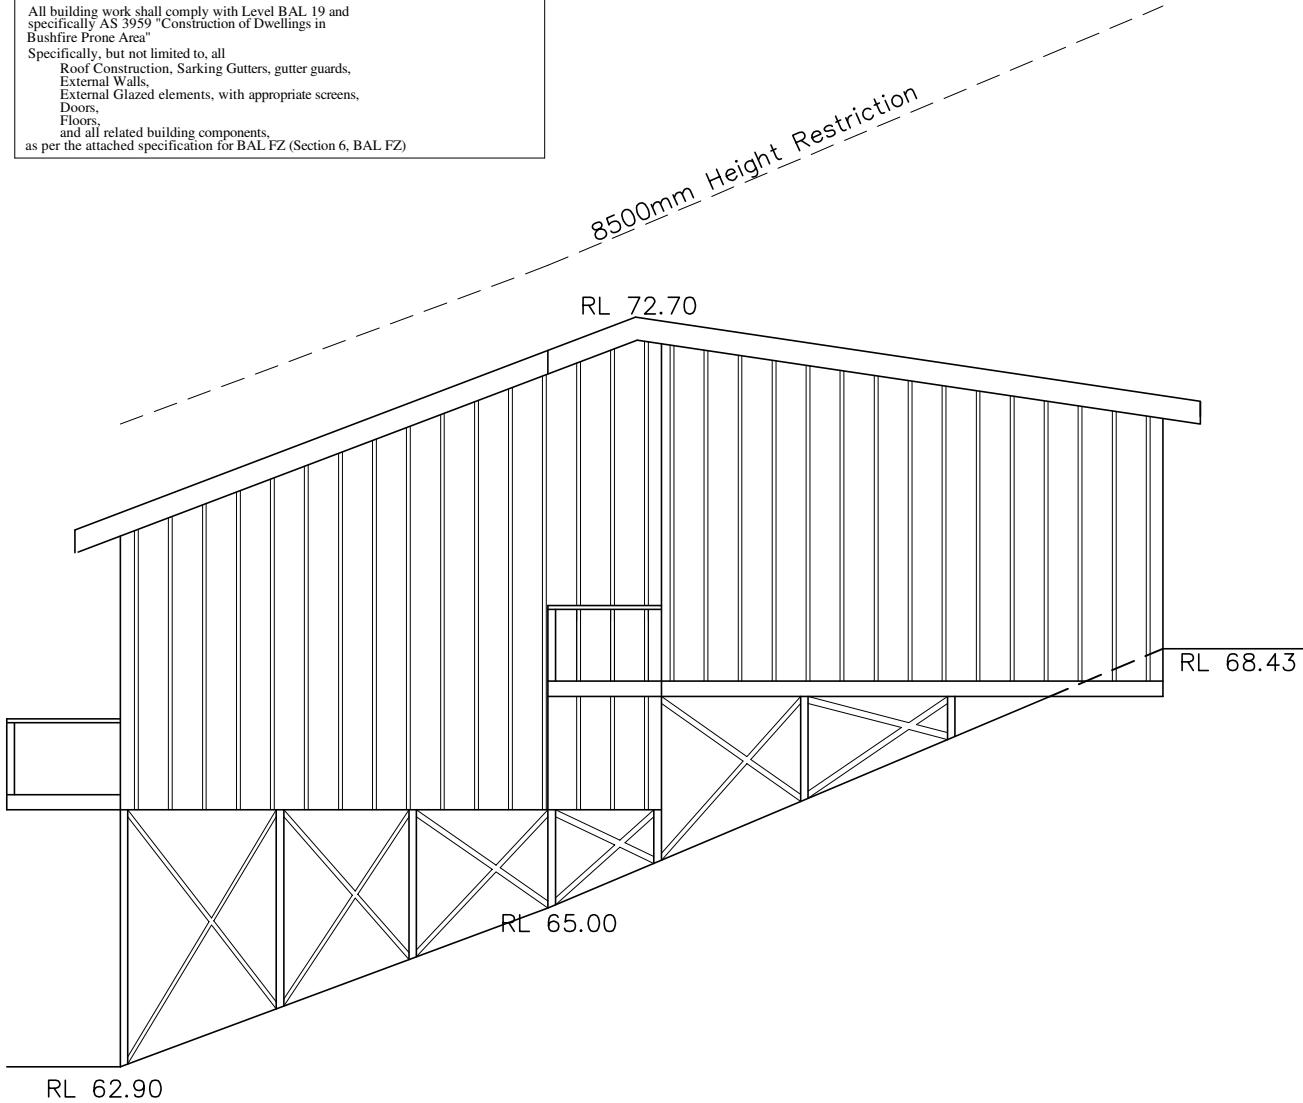 All building work shall comply with Level BAL 19 and
specifically AS 3959 "Construction of Dwellings in
Bushfire Prone Area"
Specifically, but not limited to, all
Roof Construction, Sarking Gutters, gutter guards,
External Walls,
External Glazed elements, with appropriate screens,
Doors,
Floors,
and all related building components,
as per the attached specification for BAL FZ (Section 6, BAL FZ)
8500mm Height Restriction
RL 72.70
RL 68.43
RL 65.00
RL 62.90